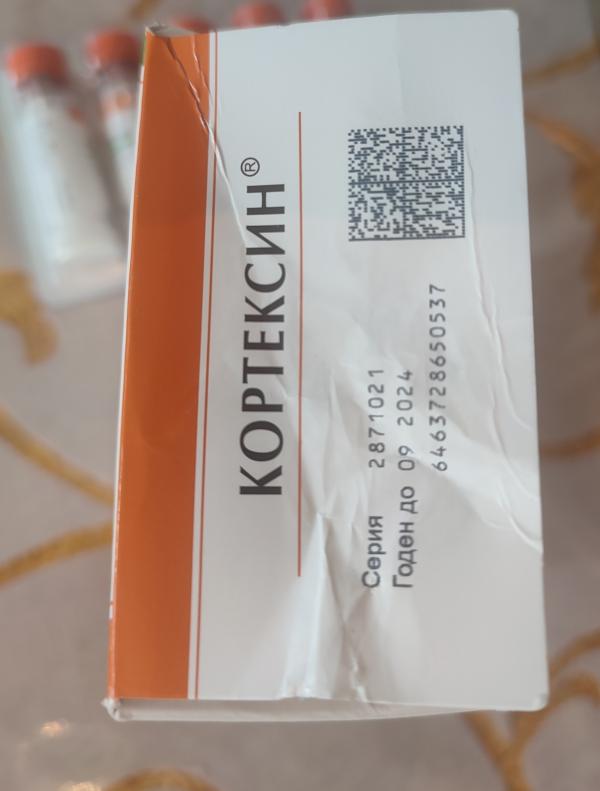 КОРТЕКСИН®
Серия 2871021
Годен до 09 2024
6463728650537